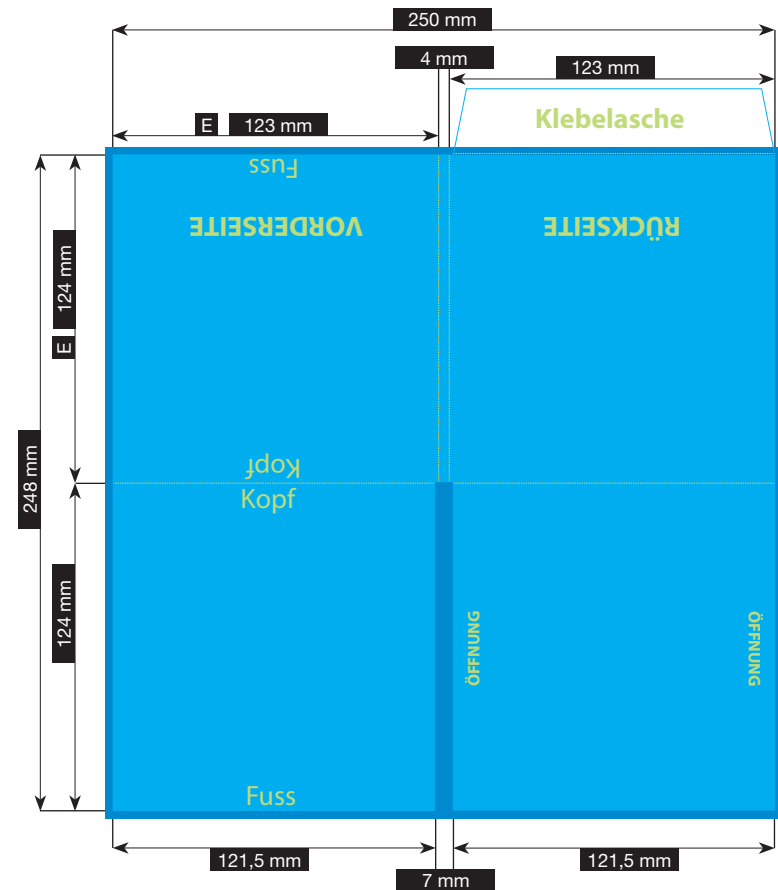 250 mm
4 mm
123 mm
E 123 mm
Klebelasche
Fuss
VORDERSEITE
RÜCKSEITE
124 mm
E
248 mm
Kopf
Kopf
124 mm
ÖFFNUNG
ÖFFNUNG
Fuss
121,5 mm
121,5 mm
7 mm